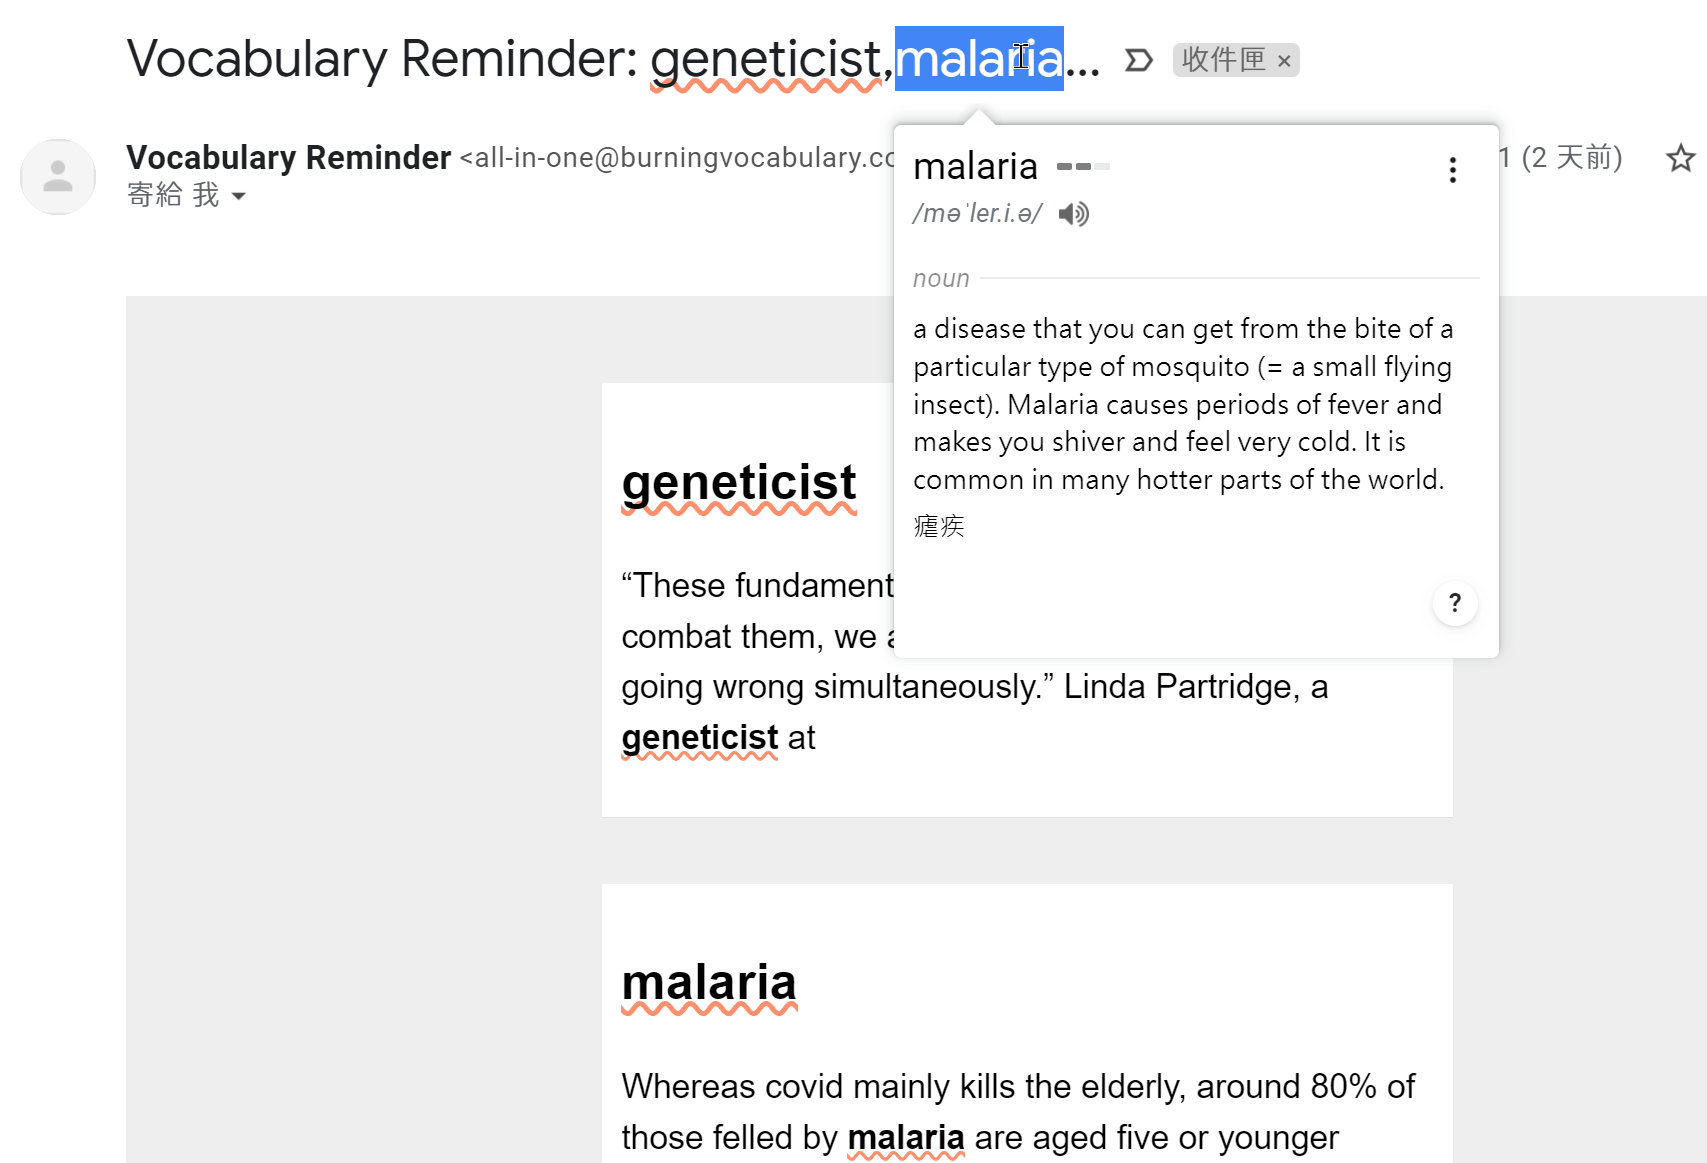 Vocabulary Reminder: geneticist,malaria... 收件匣 ×
Vocabulary Reminder <all-in-one@burningvocabulary.co
1 (2 天前)
寄給 我
malaria
/məˈler.i.ə/
noun
a disease that you can get from the bite of a
particular type of mosquito (= a small flying
insect). Malaria causes periods of fever and
makes you shiver and feel very cold. It is
common in many hotter parts of the world.
瘧疾
?
geneticist
“These fundament
combat them, we
going wrong simultaneously.” Linda Partridge, a
geneticist at
malaria
Whereas covid mainly kills the elderly, around 80% of
those felled by malaria are aged five or younger